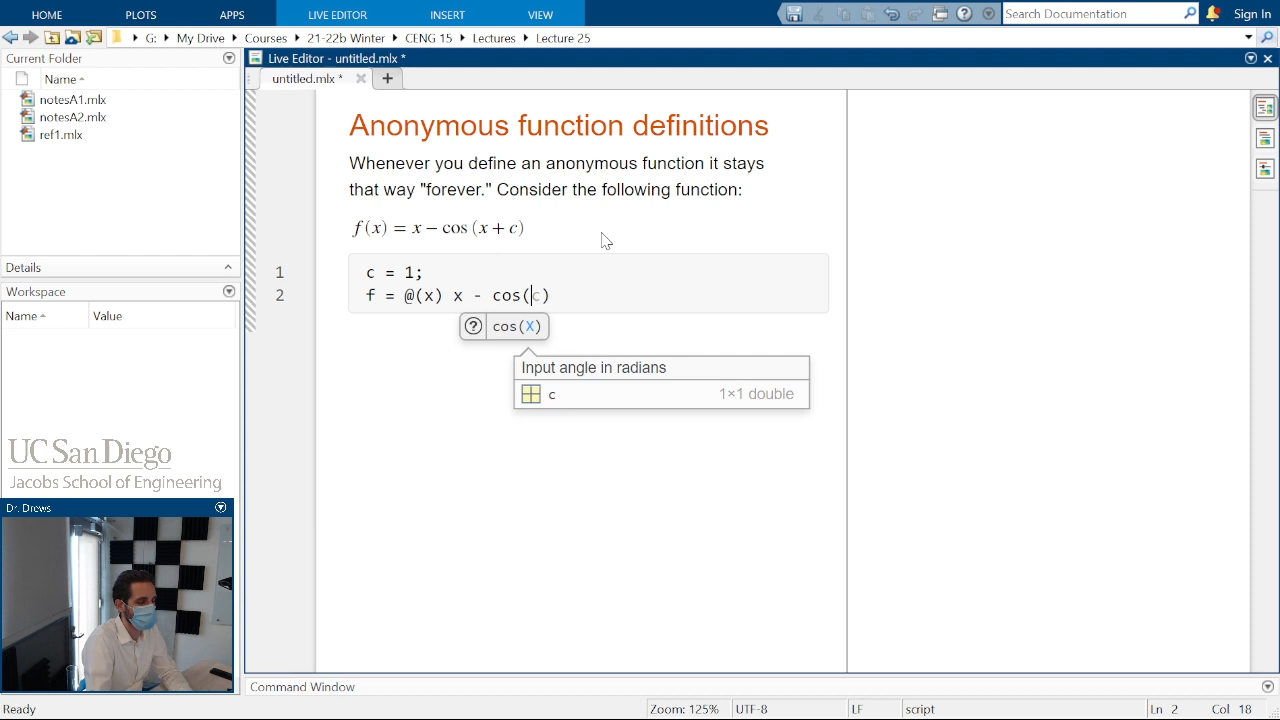 HOME PLOTS APPS LIVE EDITOR INSERT VIEW Search Documentation Sign In
G: My Drive Courses 21-22b Winter CENG 15 Lectures Lecture 25
Current Folder
Name
notesA1.mlx
notesA2.mlx
ref1.mlx
Details
Workspace
Name Value
UC San Diego
Jacobs School of Engineering
Dr. Drews
Live Editor - untitled.mlx *
untitled.mlx * +
Anonymous function definitions
Whenever you define an anonymous function it stays
that way "forever." Consider the following function:
f(x) = x − cos (x + c)
1 c = 1;
2 f = @(x) x - cos(c)
cos(X)
Input angle in radians
c 1×1 double
Command Window
Ready Zoom: 125% UTF-8 LF script Ln 2 Col 18